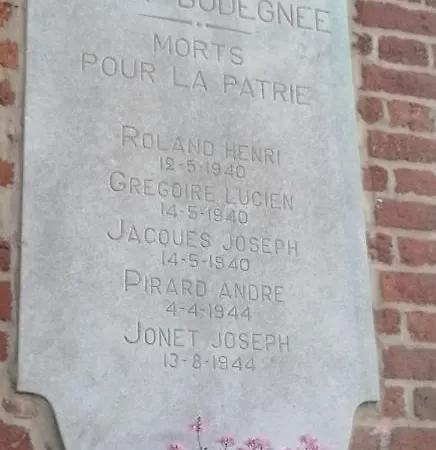 BODEGNEE
MORTS
POUR LA PATRIE
ROLAND HENRI
12-5-1940
GREGOIRE LUCIEN
14-5-1940
JACQUES JOSEPH
14-5-1940
PIRARD ANDRE
4-4-1944
JONET JOSEPH
13-8-1944